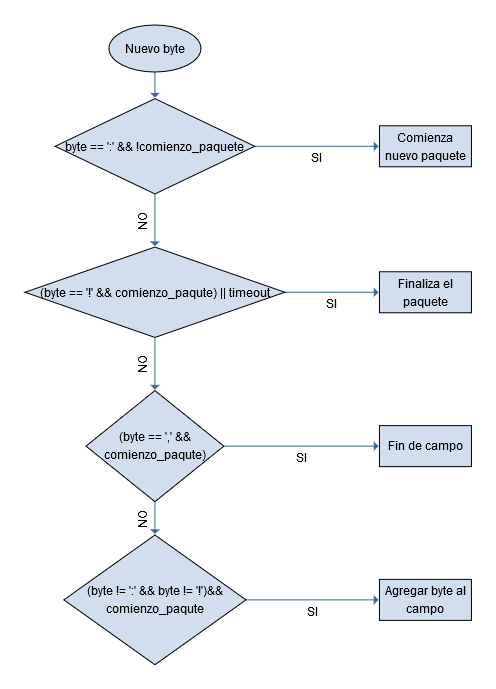 Nuevo byte
byte == ':' && !comienzo_paquete
SI
Comienza
nuevo paquete
NO
(byte == '!' && comienzo_paqute) || timeout
SI
Finaliza el
paquete
NO
(byte == ',' &&
comienzo_paqute)
SI
Fin de campo
NO
(byte != ':' && byte != '!')&&
comienzo_paqute
SI
Agregar byte al
campo